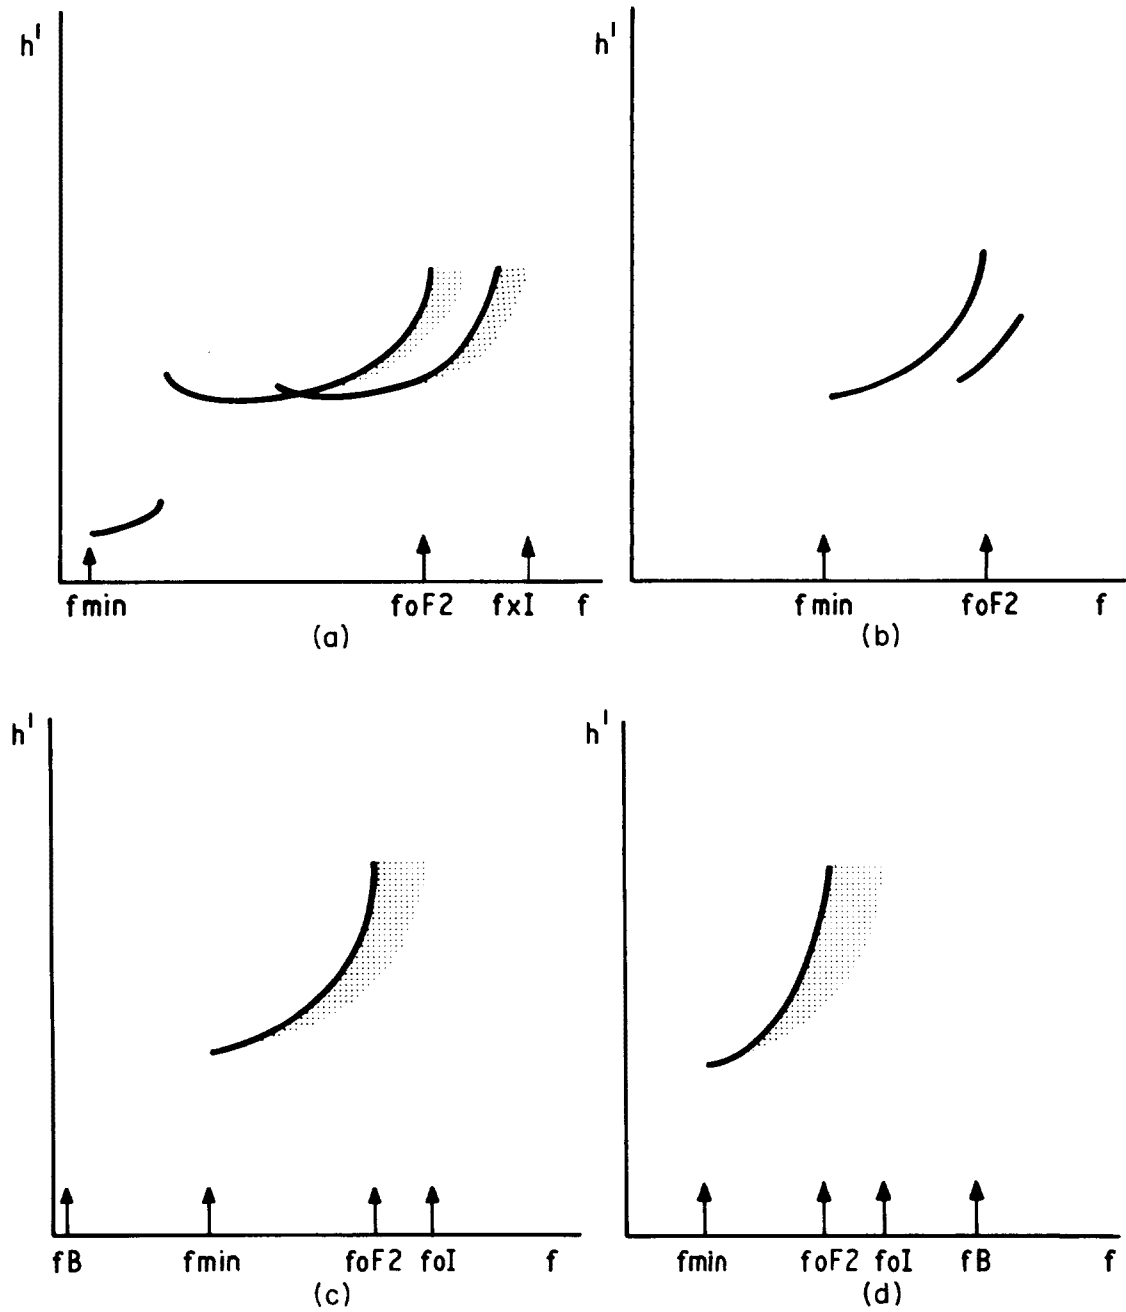 h'
fmin foF2 fxI f
(a)
h'
fmin foF2 f
(b)
h'
fB fmin foF2 foI f
(c)
h'
fmin foF2 foI fB f
(d)